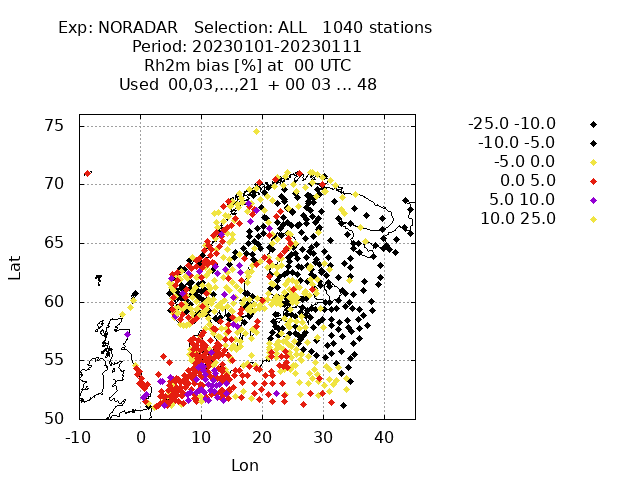 Exp: NORADAR   Selection: ALL   1040 stations
Period: 20230101-20230111
Rh2m bias [%] at  00 UTC
Used  00,03,...,21  + 00 03 ... 48
-25.0 -10.0
-10.0 -5.0
-5.0 0.0
0.0 5.0
5.0 10.0
10.0 25.0
75
70
65
60
55
50
Lat
-10 0 10 20 30 40
Lon